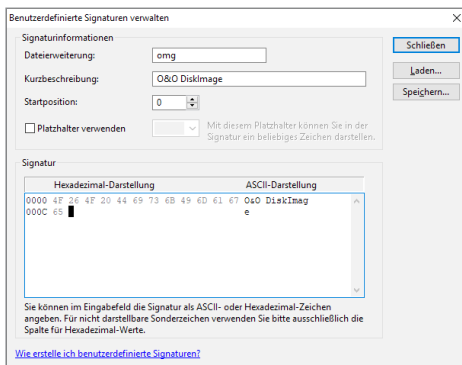 Benutzerdefinierte Signaturen verwalten
Signaturinformationen
Dateierweiterung:
omg
Kurzbeschreibung:
O&O DiskImage
Startposition:
0
Platzhalter verwenden
Mit diesem Platzhalter können Sie in der
Signatur ein beliebiges Zeichen darstellen.
Schließen
Laden...
Speichern...
Signatur
Hexadezimal-Darstellung ASCII-Darstellung
0000 4F 26 4F 20 44 69 73 6B 49 6D 61 67 O&O DiskImag
000C 65 e
Sie können im Eingabefeld die Signatur als ASCII- oder Hexadezimal-Zeichen
angeben. Für nicht darstellbare Sonderzeichen verwenden Sie bitte ausschließlich die
Spalte für Hexadezimal-Werte.
Wie erstelle ich benutzerdefinierte Signaturen?